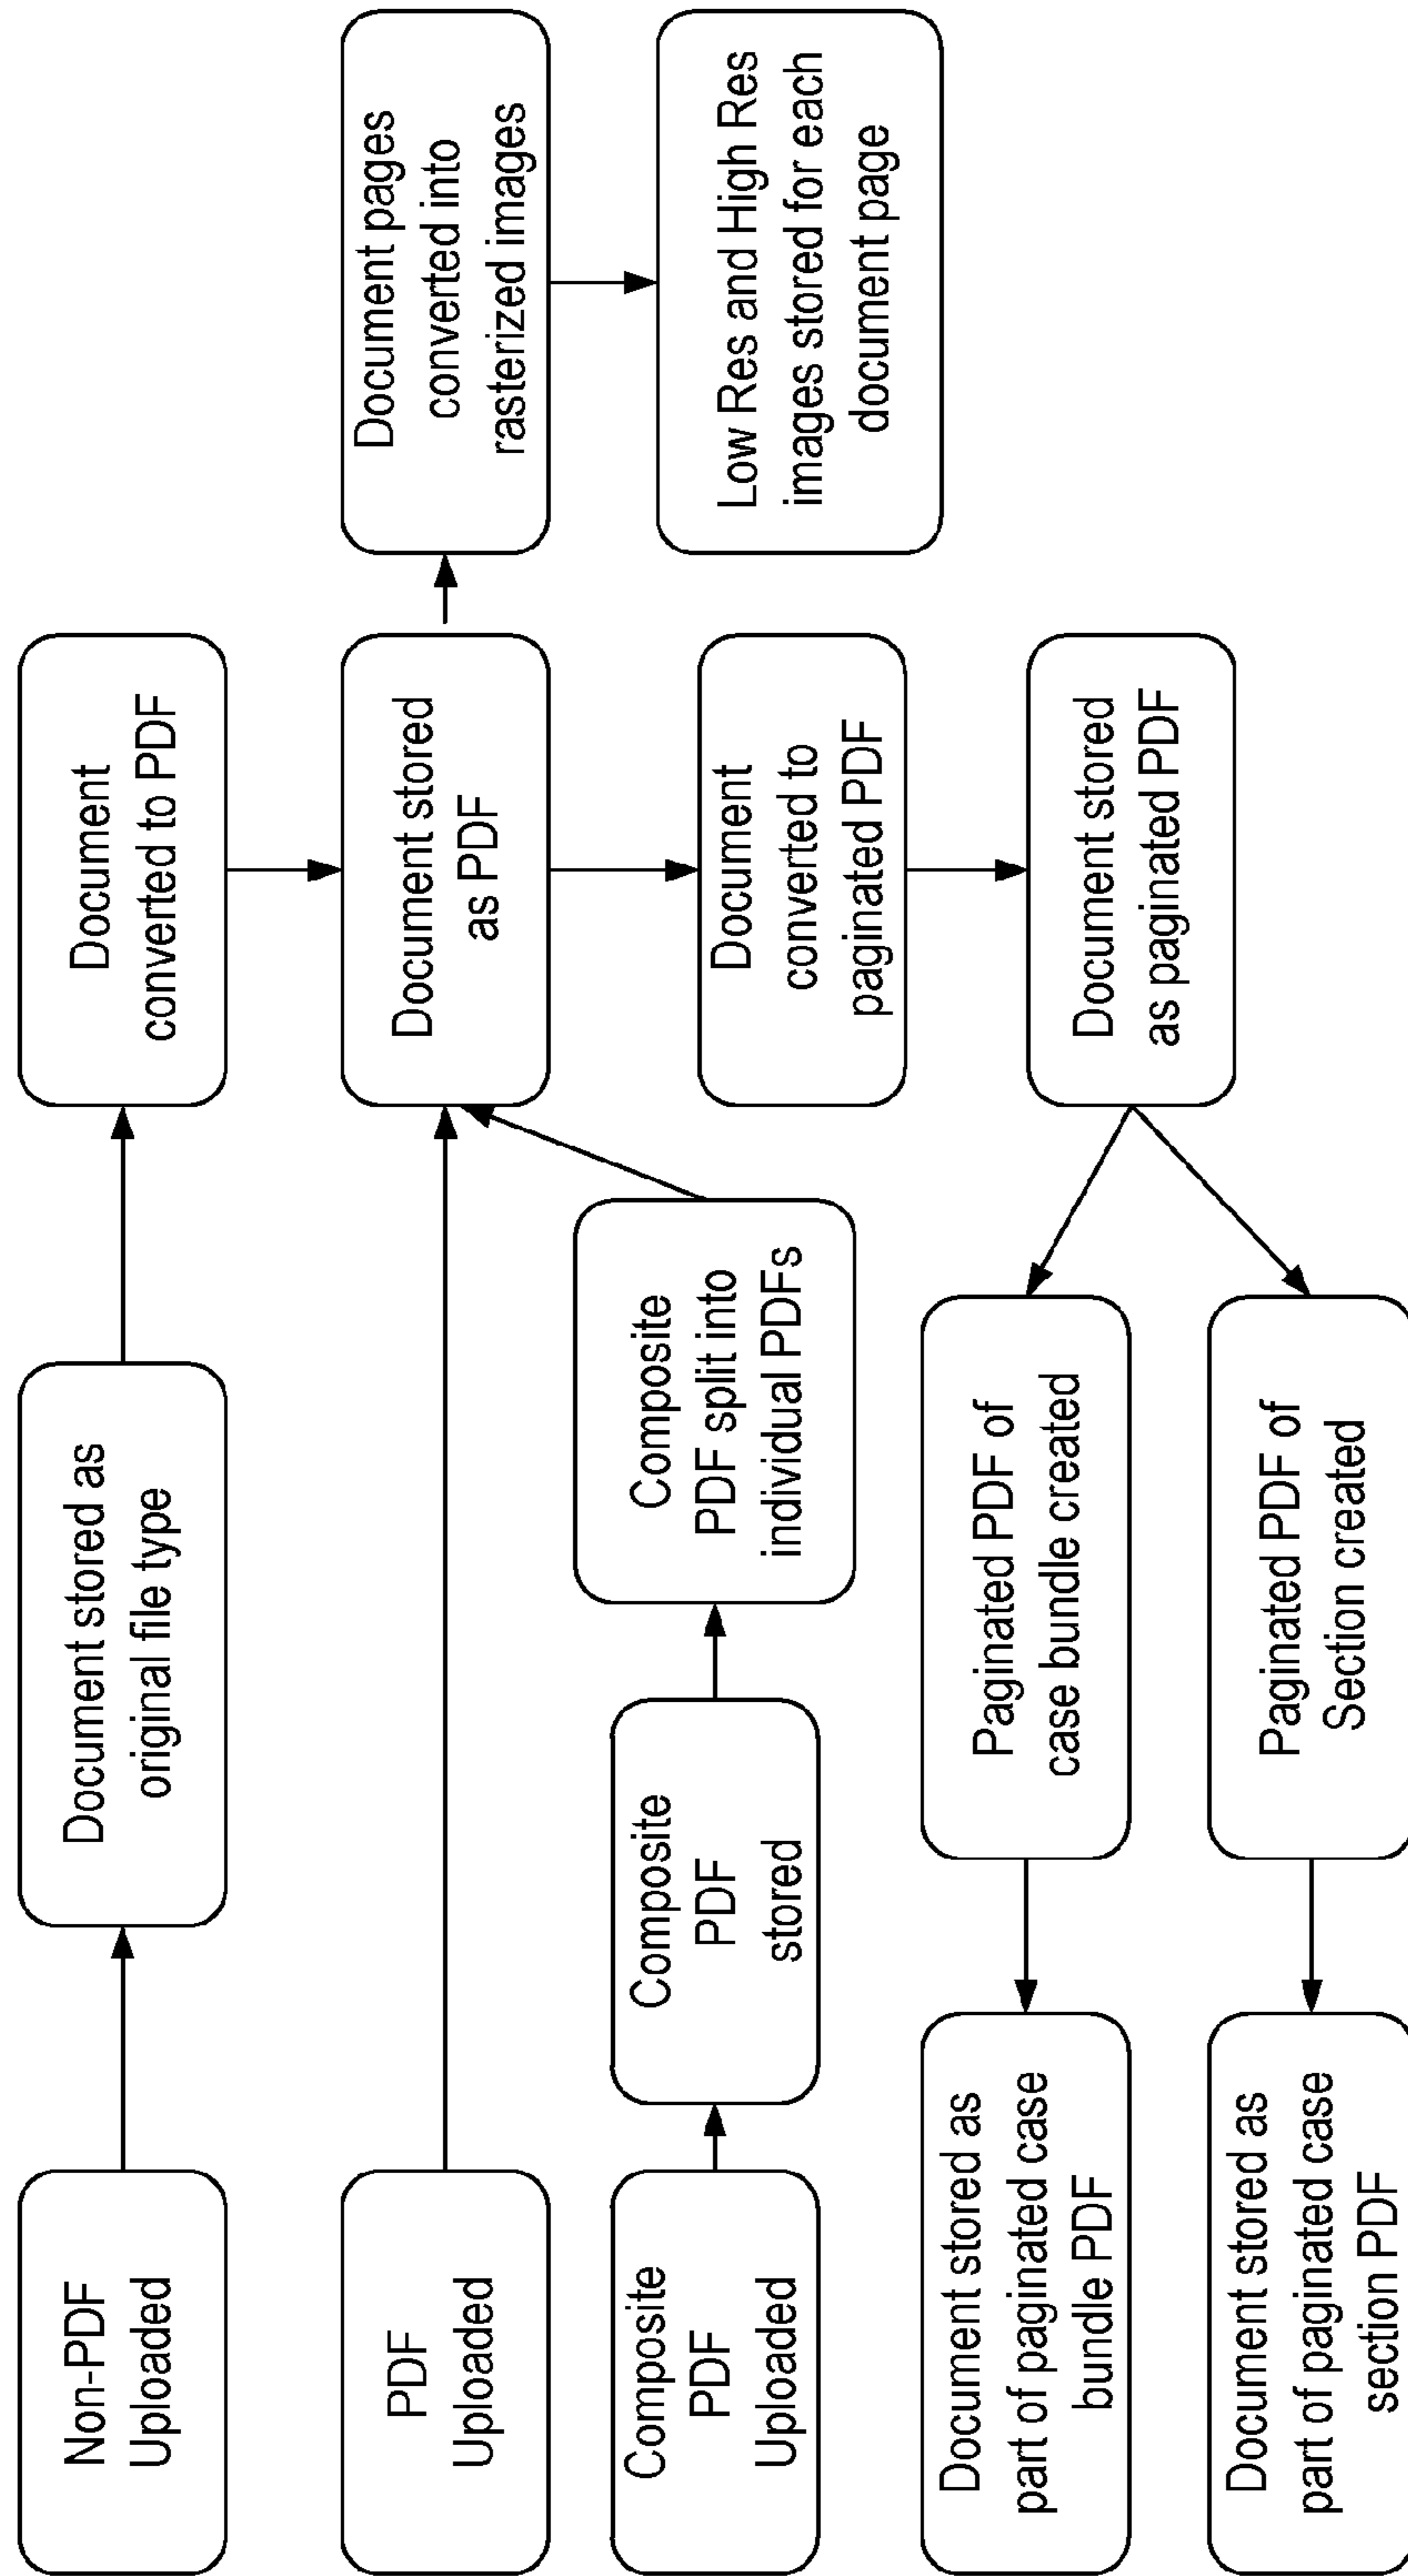 Non-PDF
Uploaded
Document stored as
original file type
Document
converted to PDF
PDF
Uploaded
Document stored
as PDF
Document pages
converted into
rasterized images
Composite
PDF
Uploaded
Composite
PDF
stored
Composite
PDF split into
individual PDFs
Document
converted to
paginated PDF
Low Res and High Res
images stored for each
document page
Document stored as
part of paginated case
bundle PDF
Paginated PDF of
case bundle created
Document stored
as paginated PDF
Document stored as
part of paginated case
section PDF
Paginated PDF of
Section created